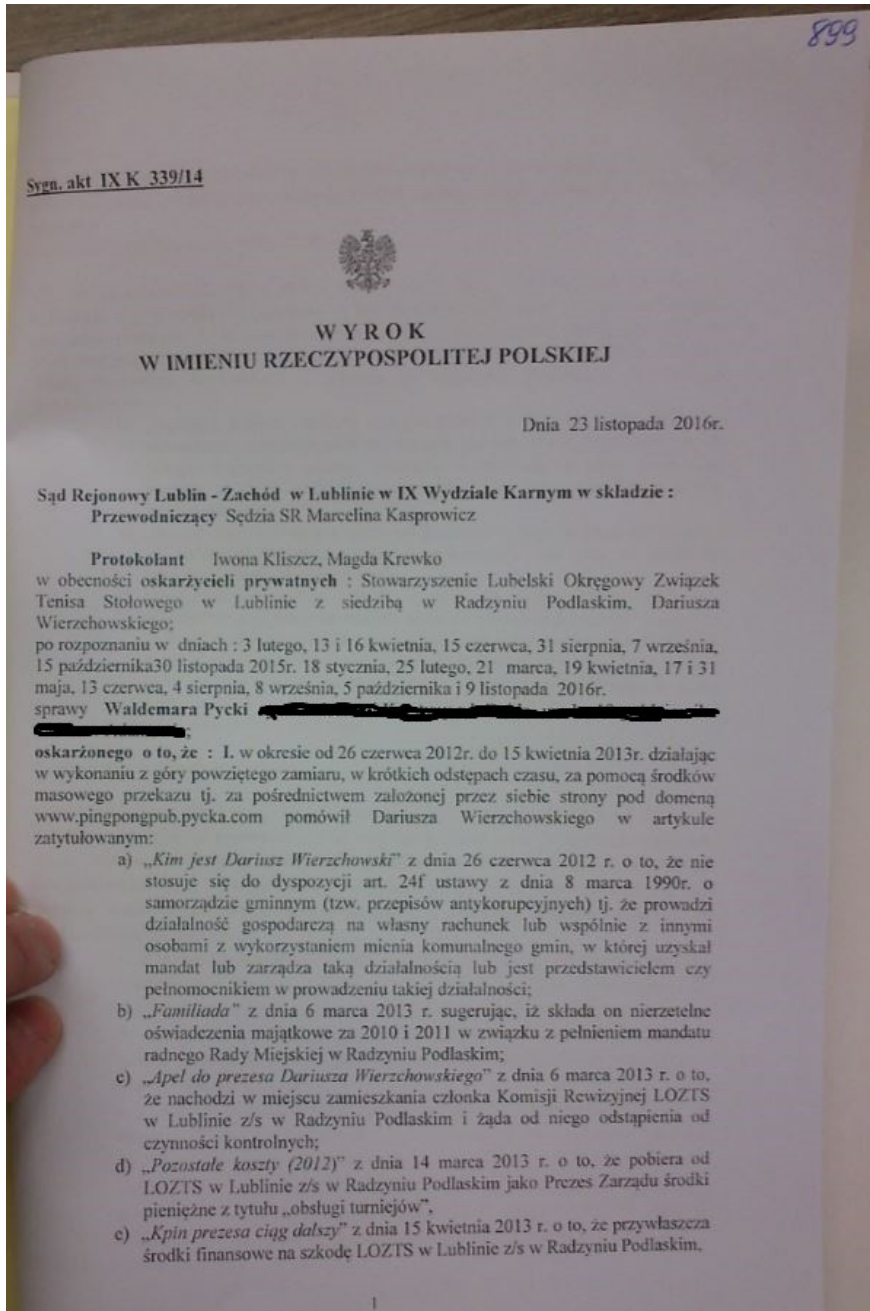 899
Sygn. akt IX K 339/14
W Y R O K
W IMIENIU RZECZYPOSPOLITEJ POLSKIEJ
Dnia 23 listopada 2016r.
Sąd Rejonowy Lublin - Zachód w Lublinie w IX Wydziale Karnym w składzie :
Przewodniczący Sędzia SR Marcelina Kasprowicz
Protokolant Iwona Kliszcz, Magda Krewko
w obecności oskarżycieli prywatnych : Stowarzyszenie Lubelski Okręgowy Związek
Tenisa Stołowego w Lublinie z siedzibą w Radzyniu Podlaskim, Dariusza
Wierzchowskiego;
po rozpoznaniu w dniach : 3 lutego, 13 i 16 kwietnia, 15 czerwca, 31 sierpnia, 7 września,
15 października30 listopada 2015r. 18 stycznia, 25 lutego, 21 marca, 19 kwietnia, 17 i 31
maja, 13 czerwca, 4 sierpnia, 8 września, 5 października i 9 listopada 2016r.
sprawy Waldemara Pycki
;
oskarżonego o to, że : I. w okresie od 26 czerwca 2012r. do 15 kwietnia 2013r. działając
w wykonaniu z góry powziętego zamiaru, w krótkich odstępach czasu, za pomocą środków
masowego przekazu tj. za pośrednictwem założonej przez siebie strony pod domeną
www.pingpongpub.pycka.com pomówił Dariusza Wierzchowskiego w artykule
zatytułowanym:
a) „Kim jest Dariusz Wierzchowski" z dnia 26 czerwca 2012 r. o to, że nie
stosuje się do dyspozycji art. 24f ustawy z dnia 8 marca 1990r. o
samorządzie gminnym (tzw. przepisów antykorupcyjnych) tj. że prowadzi
działalność gospodarczą na własny rachunek lub wspólnie z innymi
osobami z wykorzystaniem mienia komunalnego gmin, w której uzyskał
mandat lub zarządza taką działalnością lub jest przedstawicielem czy
pełnomocnikiem w prowadzeniu takiej działalności;
b) „Familiada" z dnia 6 marca 2013 r. sugerując, iż składa on nierzetelne
oświadczenia majątkowe za 2010 i 2011 w związku z pełnieniem mandatu
radnego Rady Miejskiej w Radzyniu Podlaskim;
c) „Apel do prezesa Dariusza Wierzchowskiego" z dnia 6 marca 2013 r. o to,
że nachodzi w miejscu zamieszkania członka Komisji Rewizyjnej LOZTS
w Lublinie z/s w Radzyniu Podlaskim i żąda od niego odstąpienia od
czynności kontrolnych;
d) „Pozostałe koszty (2012)" z dnia 14 marca 2013 r. o to, że pobiera od
LOZTS w Lublinie z/s w Radzyniu Podlaskim jako Prezes Zarządu środki
pieniężne z tytułu „obsługi turniejów",
e) „Kpin prezesa ciąg dalszy" z dnia 15 kwietnia 2013 r. o to, że przywłaszcza
środki finansowe na szkodę LOZTS w Lublinie z/s w Radzyniu Podlaskim,
1